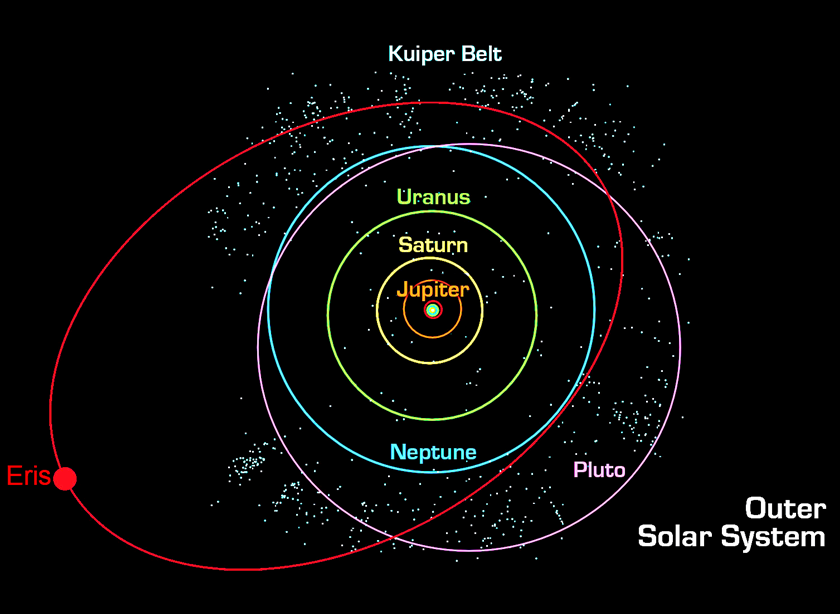 Kuiper Belt
Uranus
Saturn
Jupiter
Neptune
Pluto
Eris
Outer
Solar System